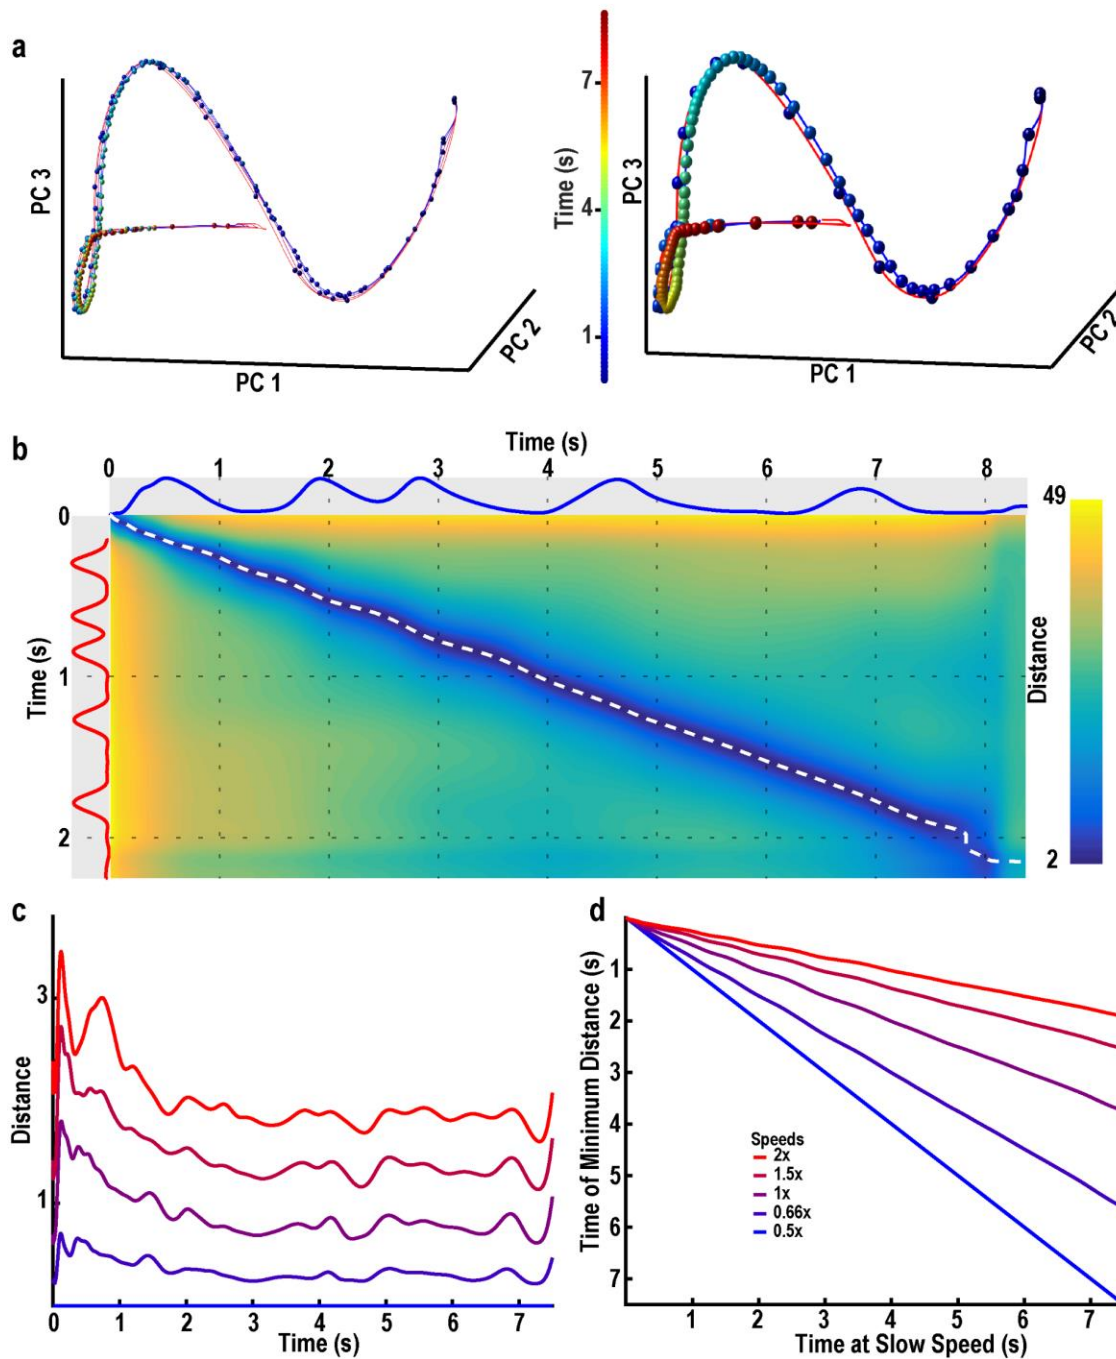 a
PC 3
PC 1
PC 2
Time (s)
7
4
1
PC 3
PC 1
PC 2
b
Time (s)
0 1 2 3 4 5 6 7 8
Time (s)
0
1
2
Distance
49
2
c
Distance
3
1
0 1 2 3 4 5 6 7
Time (s)
d
Time of Minimum Distance (s)
1
2
3
4
5
6
7
Speeds
2x
1.5x
1x
0.66x
0.5x
1 2 3 4 5 6 7
Time at Slow Speed (s)